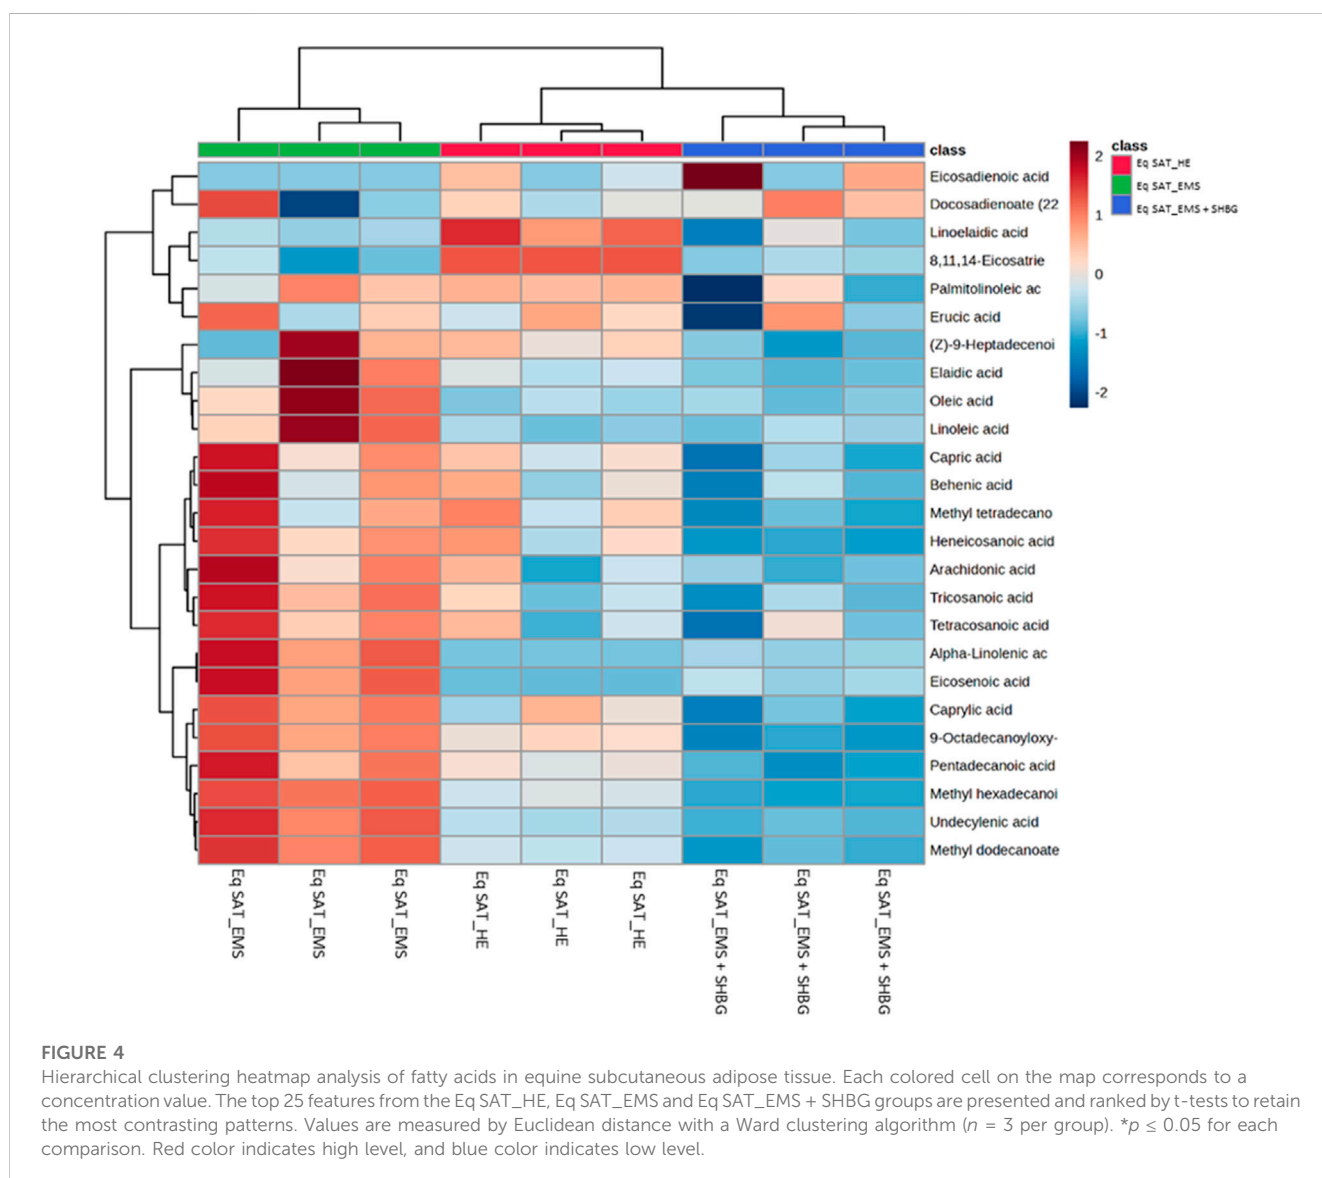 class
Eicosadienoic acid
Docosadienoate (22
Linoelaidic acid
8,11,14-Eicosatrie
Palmitolinoleic ac
Erucic acid
(Z)-9-Heptadecenoi
Elaidic acid
Oleic acid
Linoleic acid
Capric acid
Behenic acid
Methyl tetradecano
Heneicosanoic acid
Arachidonic acid
Tricosanoic acid
Tetracosanoic acid
Alpha-Linolenic ac
Eicosenoic acid
Caprylic acid
9-Octadecanoyloxy-
Pentadecanoic acid
Methyl hexadecanoi
Undecylenic acid
Methyl dodecanoate
2
1
0
-1
-2
class
Eq SAT_HE
Eq SAT_EMS
Eq SAT_EMS + SHBG
Eq SAT_EMS
Eq SAT_EMS
Eq SAT_EMS
Eq SAT_HE
Eq SAT_HE
Eq SAT_HE
Eq SAT_EMS + SHBG
Eq SAT_EMS + SHBG
Eq SAT_EMS + SHBG
FIGURE 4
Hierarchical clustering heatmap analysis of fatty acids in equine subcutaneous adipose tissue. Each colored cell on the map corresponds to a
concentration value. The top 25 features from the Eq SAT_HE, Eq SAT_EMS and Eq SAT_EMS + SHBG groups are presented and ranked by t-tests to retain
the most contrasting patterns. Values are measured by Euclidean distance with a Ward clustering algorithm (n = 3 per group). *p ≤ 0.05 for each
comparison. Red color indicates high level, and blue color indicates low level.